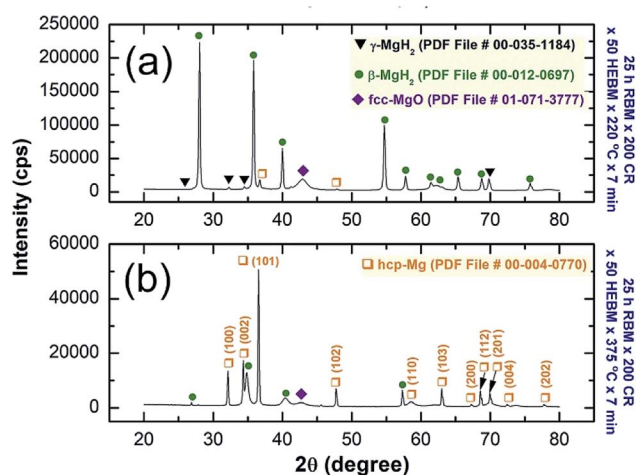 250000
200000
150000
100000
50000
0
(a)
γ-MgH2 (PDF File # 00-035-1184)
β-MgH2 (PDF File # 00-012-0697)
fcc-MgO (PDF File # 01-071-3777)
20 30 40 50 60 70 80
25 h RBM x 200 CR
x 50 HEBM x 220 ºC x 7 min
Intensity (cps)
60000
40000
20000
0
(b)
hcp-Mg (PDF File # 00-004-0770)
(100)
(002)
(101)
(102)
(110)
(103)
(200)
(112)
(201)
(004)
(202)
20 30 40 50 60 70 80
2θ (degree)
25 h RBM x 200 CR
x 50 HEBM x 375 ºC x 7 min